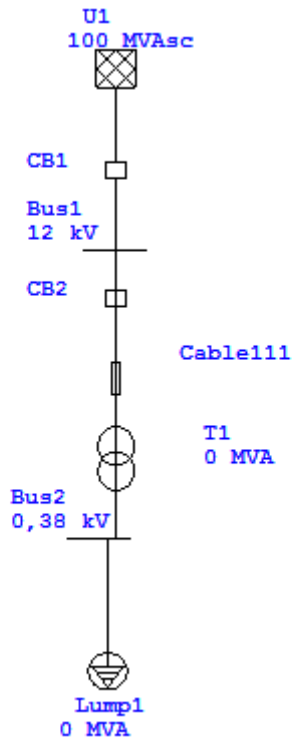 U1
100 MVAsc
CB1
Bus1
12 kV
CB2
Cable111
T1
0 MVA
Bus2
0,38 kV
Lump1
0 MVA